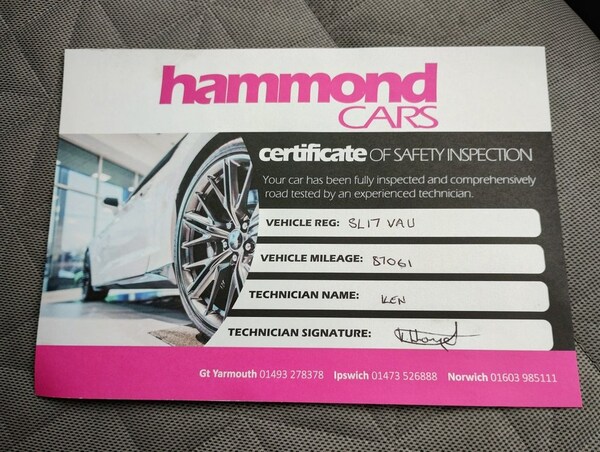 hammond
CARS
certificate OF SAFETY INSPECTION
Your car has been fully inspected and comprehensively
road tested by an experienced technician.
VEHICLE REG: SL17 VAU
VEHICLE MILEAGE: 87061
TECHNICIAN NAME: KEN
TECHNICIAN SIGNATURE:
Gt Yarmouth 01493 278378 Ipswich 01473 526888 Norwich 01603 985111